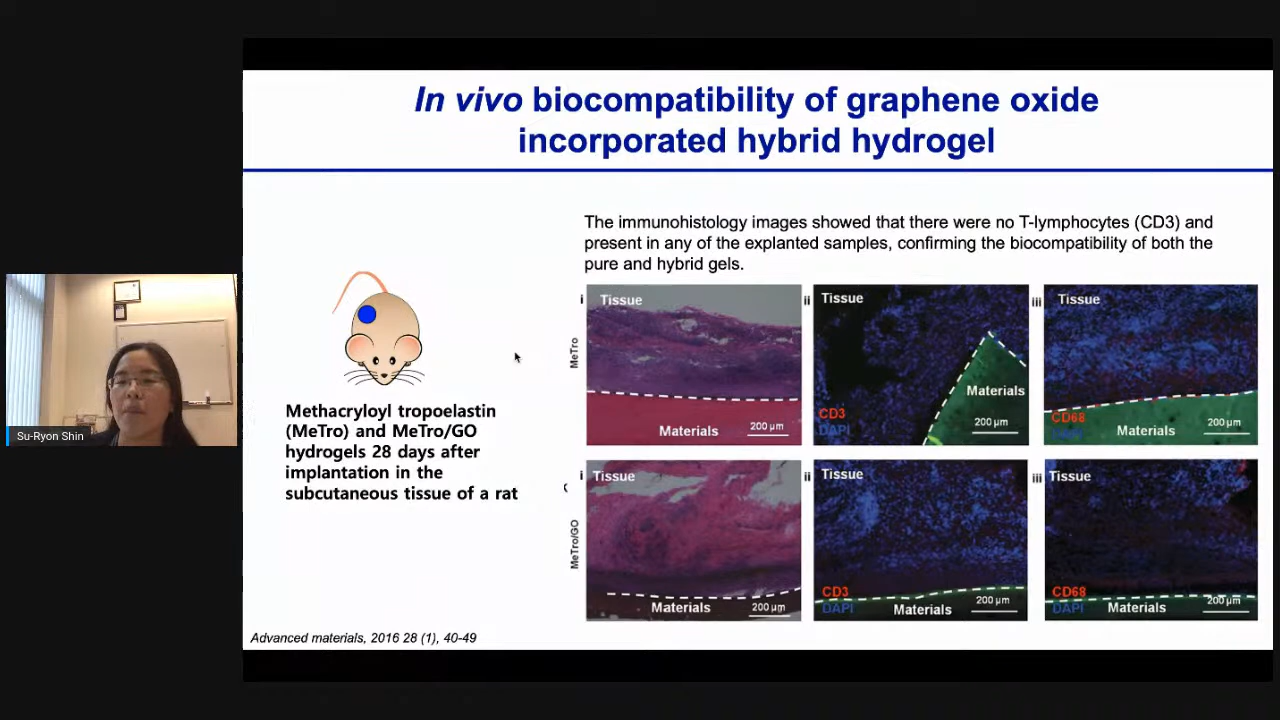 In vivo biocompatibility of graphene oxide
incorporated hybrid hydrogel
The immunohistology images showed that there were no T-lymphocytes (CD3) and
present in any of the explanted samples, confirming the biocompatibility of both the
pure and hybrid gels.
Su-Ryon Shin
Methacryloyl tropoelastin
(MeTro) and MeTro/GO
hydrogels 28 days after
implantation in the
subcutaneous tissue of a rat
MeTro
i
Tissue
Materials
200 µm
ii
Tissue
Materials
CD3
DAPI
200 µm
iii
Tissue
CD68
DAPI
Materials
200 µm
MeTro/GO
i
Tissue
Materials
200 µm
ii
Tissue
CD3
DAPI
Materials
200 µm
iii
Tissue
CD68
DAPI
Materials
200 µm
Advanced materials, 2016 28 (1), 40-49